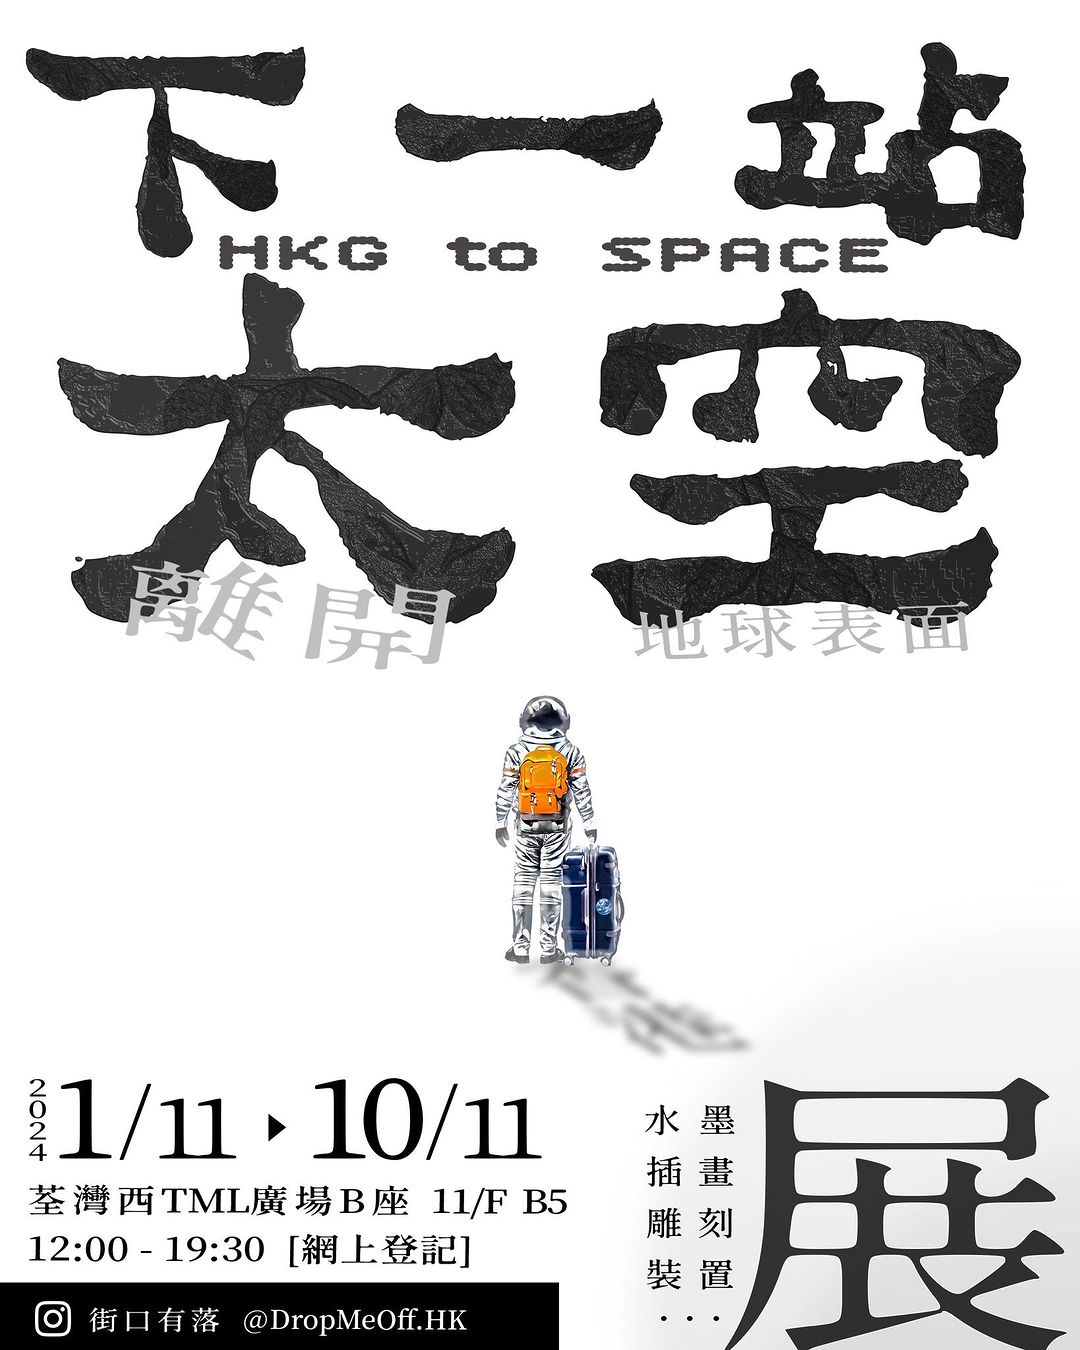 下一站
HKG to SPACE
太空
離開 地球表面
2024 1/11 ▸ 10/11
荃灣西TML廣場B座 11/F B5
12:00 - 19:30 [網上登記]
街口有落 @DropMeOff.HK
水墨
插畫
雕刻
裝置
...
展